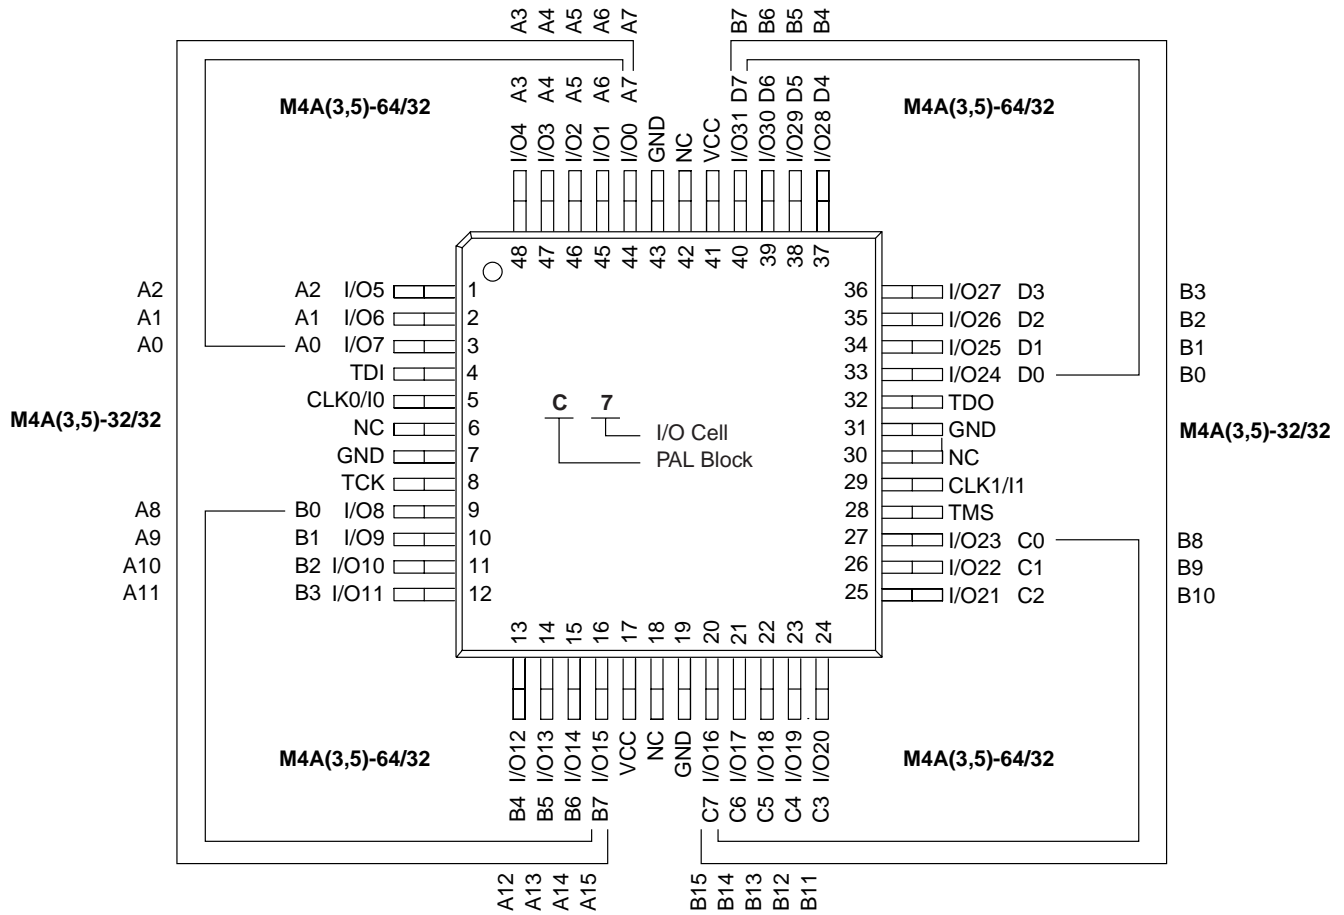 A3 A4 A5 A6 A7 B7 B6 B5 B4
M4A(3,5)-64/32 A3 A4 A5 A6 A7 D7 D6 D5 D4 M4A(3,5)-64/32
I/O4 I/O3 I/O2 I/O1 I/O0 GND NC VCC I/O31 I/O30 I/O29 I/O28
48 47 46 45 44 43 42 41 40 39 38 37
A2 A2 I/O5 1 36 I/O27 D3 B3
A1 A1 I/O6 2 35 I/O26 D2 B2
A0 A0 I/O7 3 34 I/O25 D1 B1
TDI 4 33 I/O24 D0 B0
CLK0/I0 5 C 7 32 TDO
M4A(3,5)-32/32 NC 6 I/O Cell 31 GND M4A(3,5)-32/32
GND 7 PAL Block 30 NC
TCK 8 29 CLK1/I1
A8 B0 I/O8 9 28 TMS
A9 B1 I/O9 10 27 I/O23 C0 B8
A10 B2 I/O10 11 26 I/O22 C1 B9
A11 B3 I/O11 12 25 I/O21 C2 B10
13 14 15 16 17 18 19 20 21 22 23 24
I/O12 I/O13 I/O14 I/O15 VCC NC GND I/O16 I/O17 I/O18 I/O19 I/O20
M4A(3,5)-64/32 M4A(3,5)-64/32
B4 B5 B6 B7 C7 C6 C5 C4 C3
A12 A13 A14 A15 B15 B14 B13 B12 B11